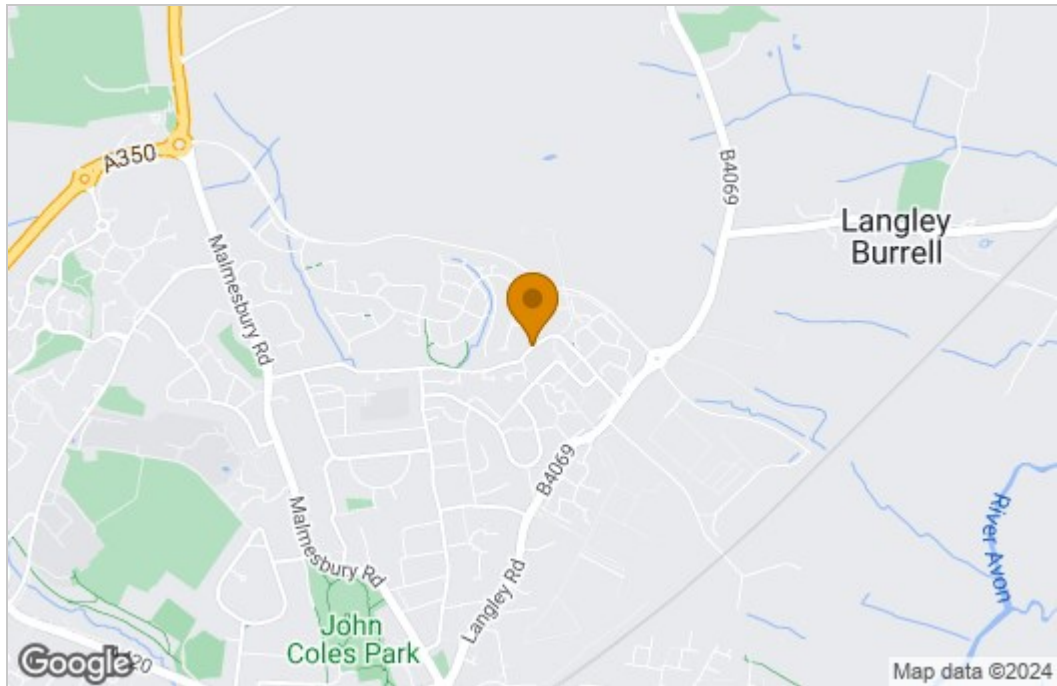 A350
B4069
Langley
Burrell
Malmesbury Rd
B4069
River Avon
Malmesbury Rd
Langley Rd
John
Coles Park
20
Google
Map data ©2024